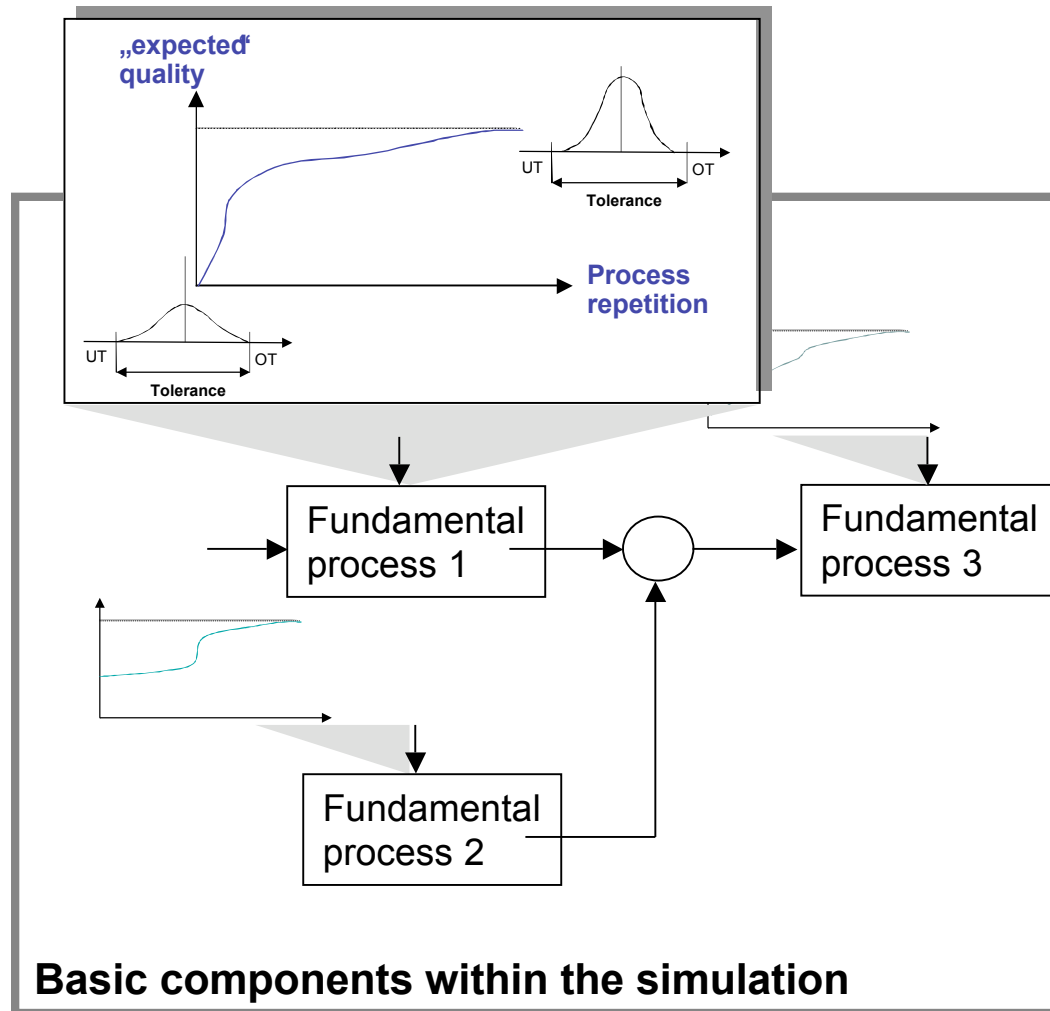 „expected“
quality
UT
OT
Tolerance
Process
repetition
UT
OT
Tolerance
Fundamental
process 1
Fundamental
process 3
Fundamental
process 2
Basic components within the simulation